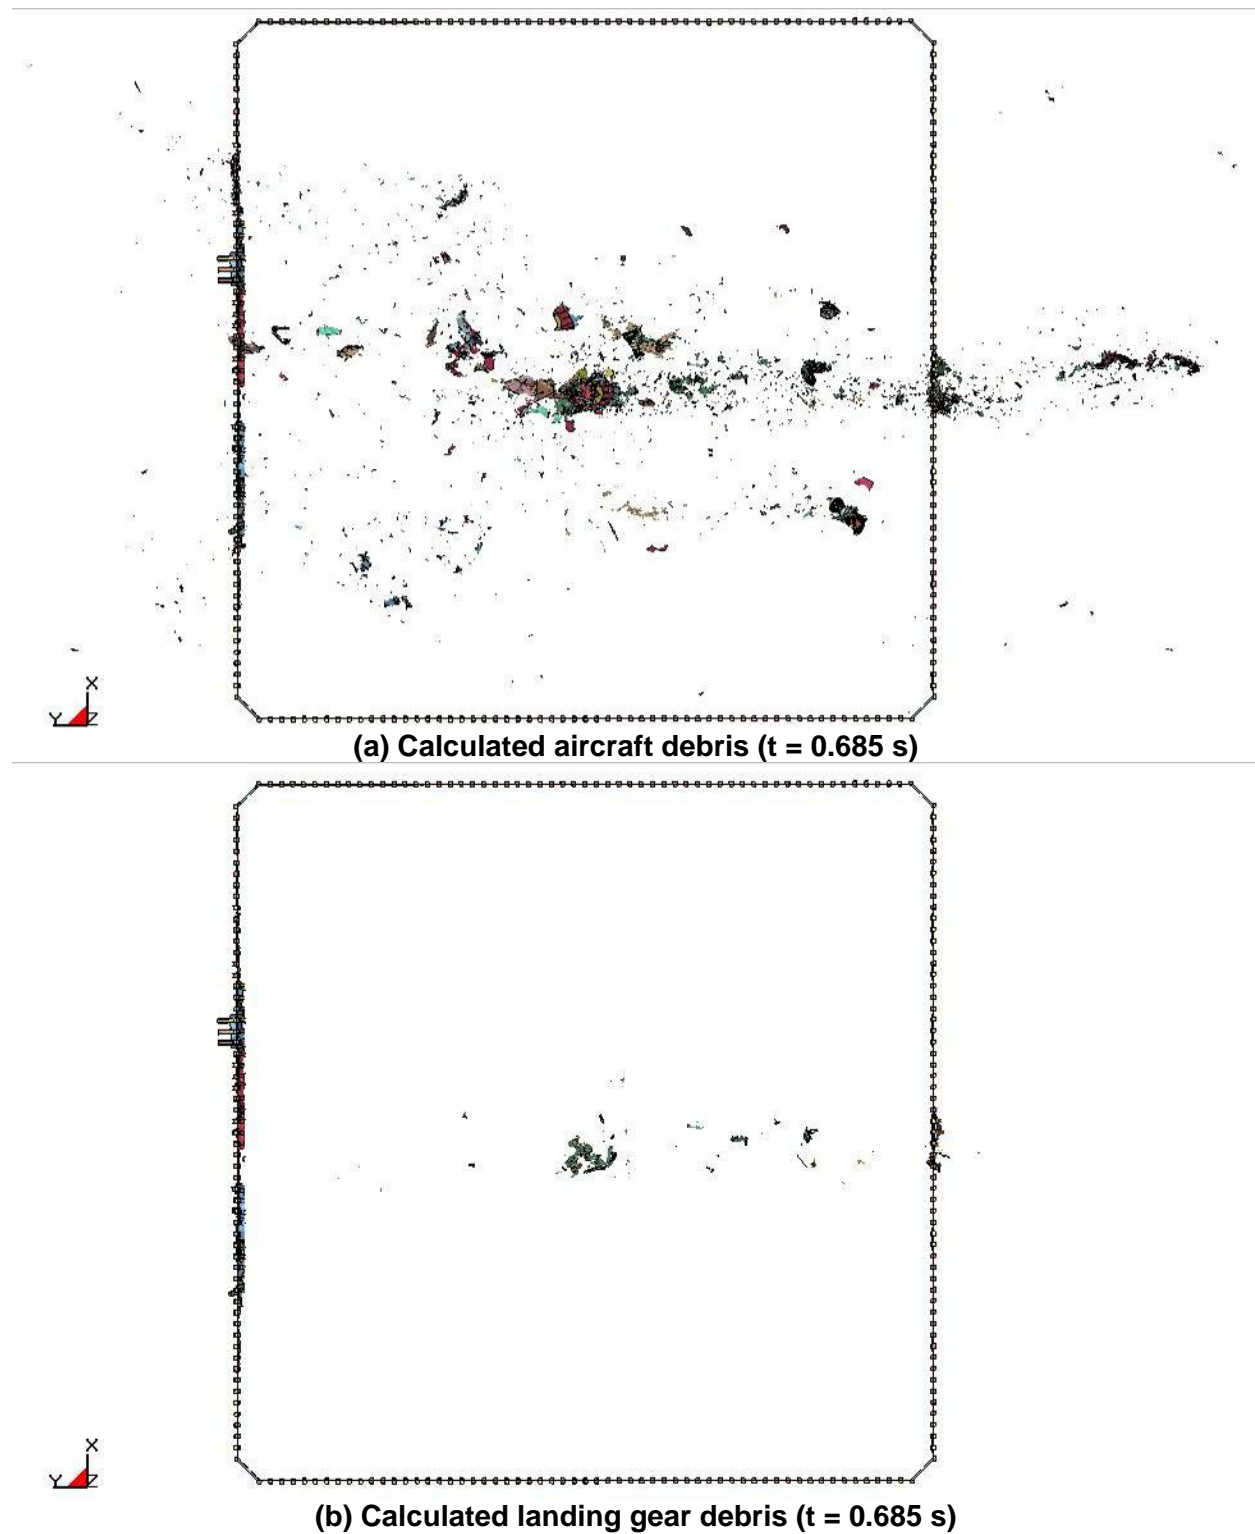 X
Y Z
(a) Calculated aircraft debris (t = 0.685 s)
X
Y Z
(b) Calculated landing gear debris (t = 0.685 s)